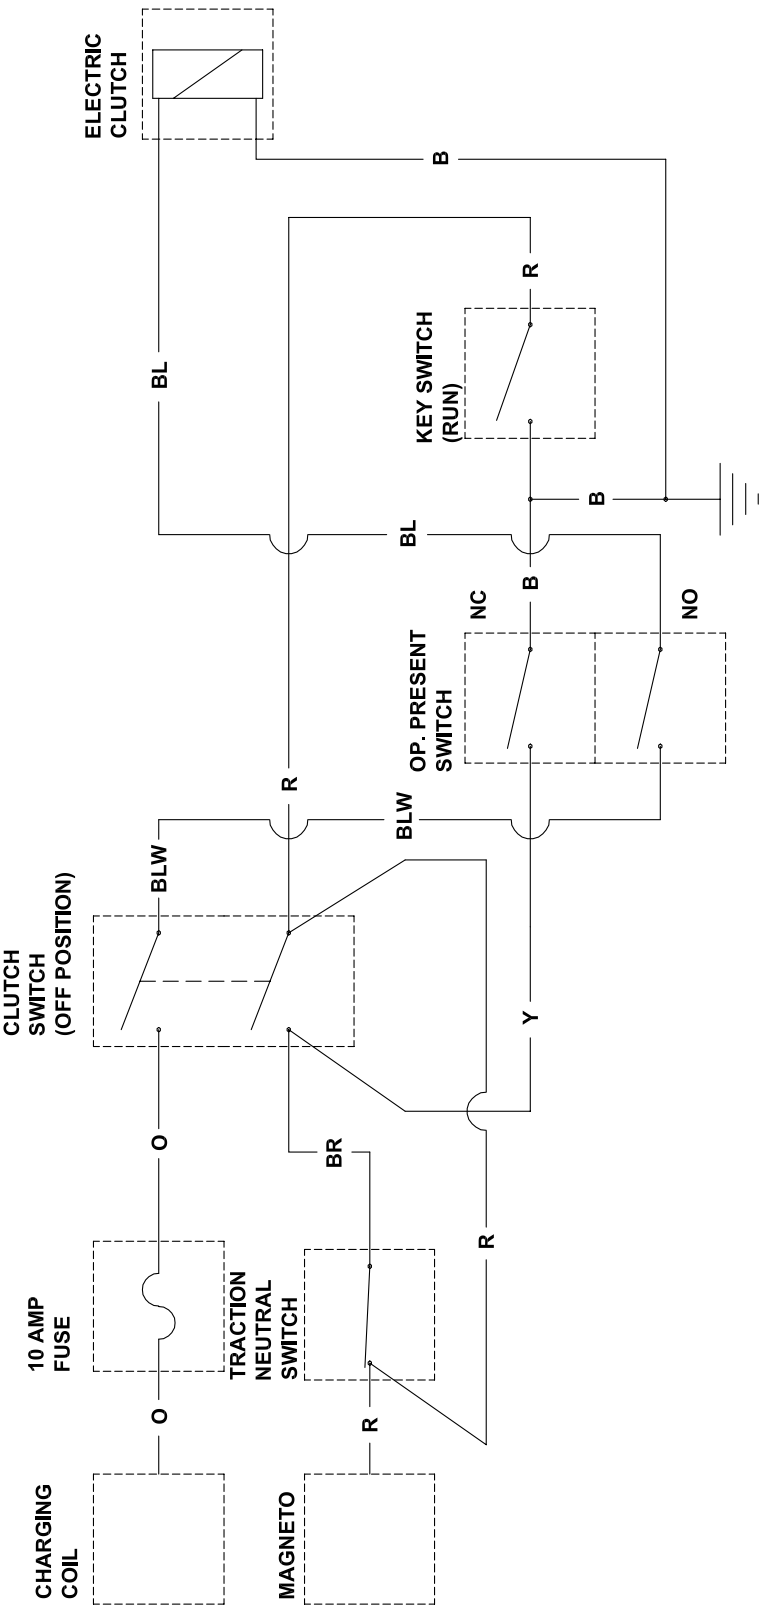 CHARGING
COIL
O
10 AMP
FUSE
O
CLUTCH
SWITCH
(OFF POSITION)
BLW
BL
ELECTRIC
CLUTCH
MAGNETO
R
TRACTION
NEUTRAL
SWITCH
BR
R
BLW
BL
B
OP. PRESENT
SWITCH
KEY SWITCH
(RUN)
R
NC
R
Y
B
B
NO